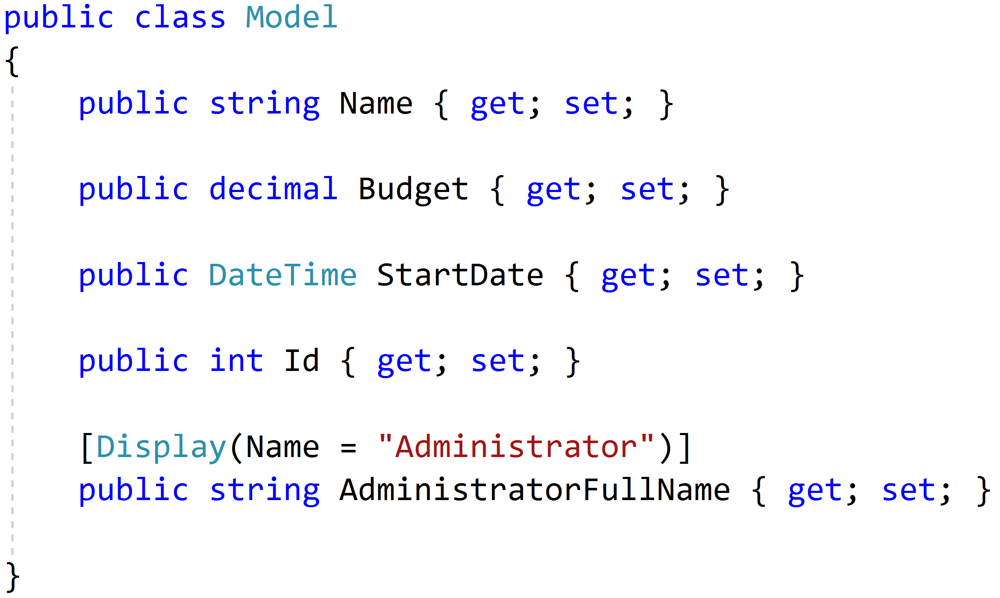 public class Model
{
public string Name { get; set; }
public decimal Budget { get; set; }
public DateTime StartDate { get; set; }
public int Id { get; set; }
[Display(Name = "Administrator")]
public string AdministratorFullName { get; set; }
}